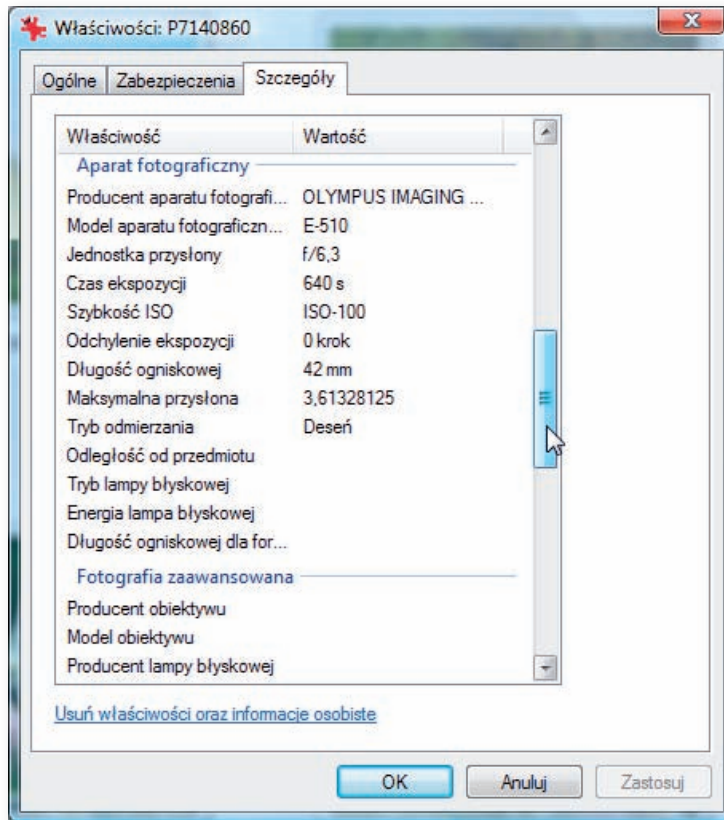 Właściwości: P7140860
Ogólne Zabezpieczenia Szczegóły
Właściwość Wartość
Aparat fotograficzny
Producent aparatu fotografi... OLYMPUS IMAGING ...
Model aparatu fotograficzn... E-510
Jednostka przysłony f/6,3
Czas ekspozycji 640 s
Szybkość ISO ISO-100
Odchylenie ekspozycji 0 krok
Długość ogniskowej 42 mm
Maksymalna przysłona 3,61328125
Tryb odmierzania Deseń
Odległość od przedmiotu
Tryb lampy błyskowej
Energia lampa błyskowej
Długość ogniskowej dla for...
Fotografia zaawansowana
Producent obiektywu
Model obiektywu
Producent lampy błyskowej
Usuń właściwości oraz informacje osobiste
OK Anuluj Zastosuj